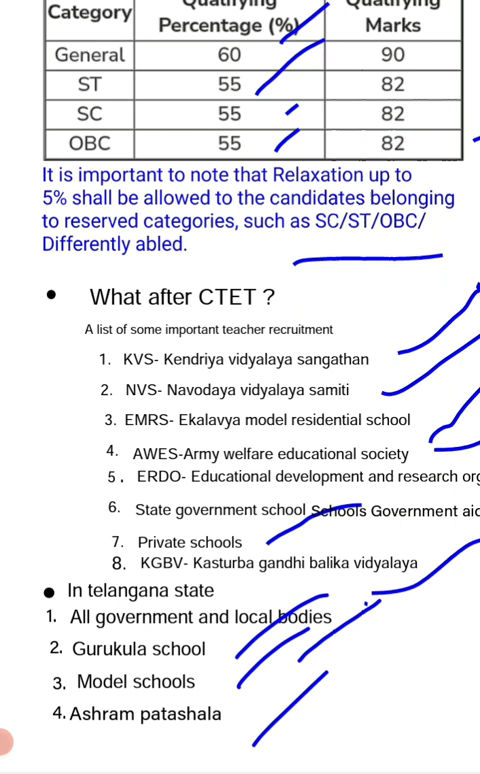 Category Qualifying Percentage (%) Qualifying Marks
General 60 90
ST 55 82
SC 55 82
OBC 55 82
It is important to note that Relaxation up to
5% shall be allowed to the candidates belonging
to reserved categories, such as SC/ST/OBC/
Differently abled.
• What after CTET ?
A list of some important teacher recruitment
1. KVS- Kendriya vidyalaya sangathan
2. NVS- Navodaya vidyalaya samiti
3. EMRS- Ekalavya model residential school
4. AWES-Army welfare educational society
5. ERDO- Educational development and research org
6. State government school Schools Government aid
7. Private schools
8. KGBV- Kasturba gandhi balika vidyalaya
• In telangana state
1. All government and local bodies
2. Gurukula school
3. Model schools
4. Ashram patashala